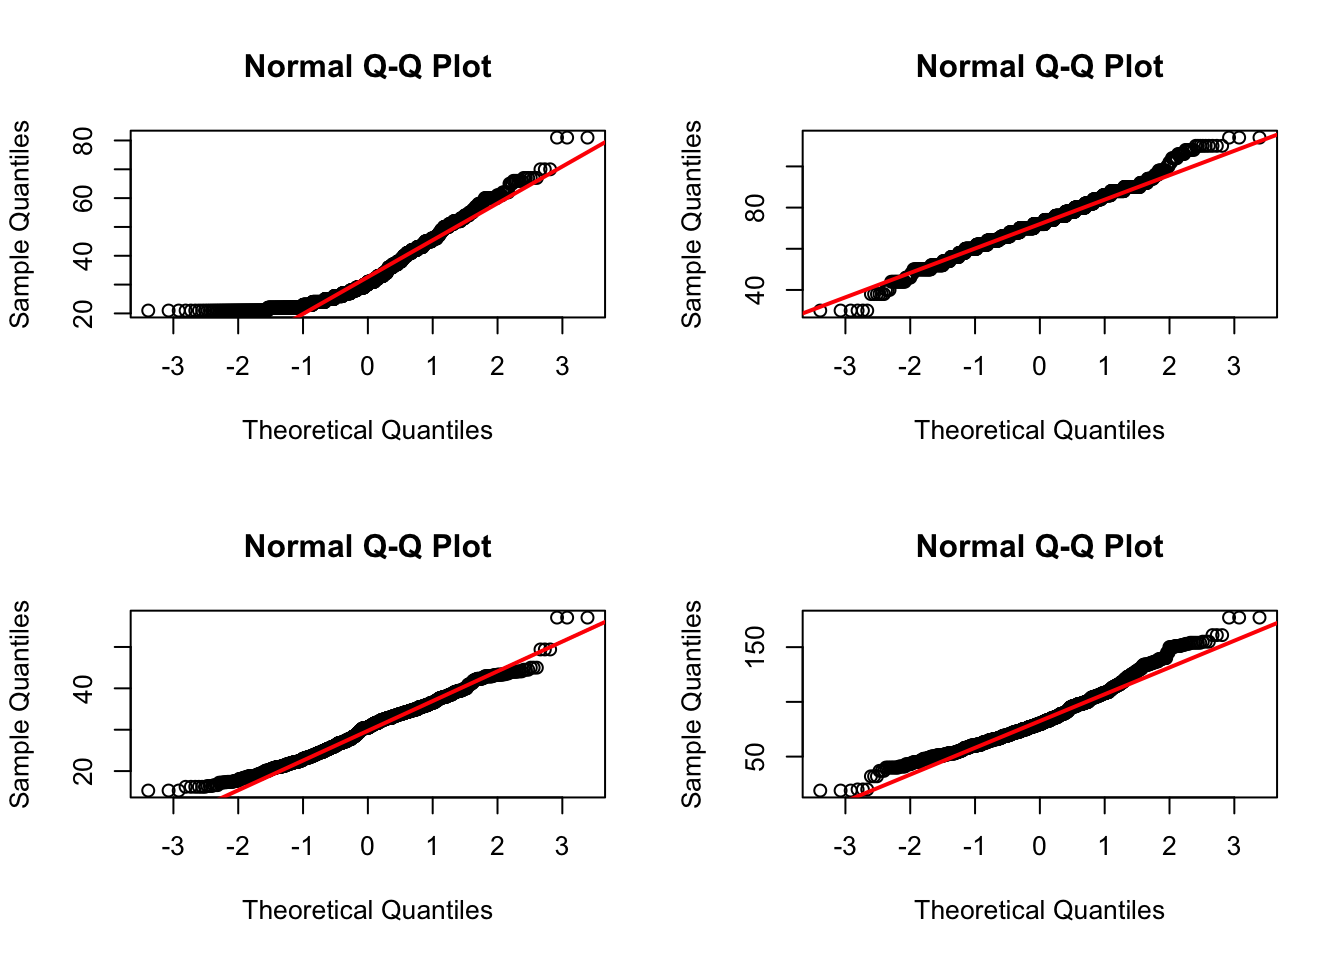 Normal Q-Q Plot
Sample Quantiles
80
60
40
20
-3 -2 -1 0 1 2 3
Theoretical Quantiles
Normal Q-Q Plot
Sample Quantiles
80
40
-3 -2 -1 0 1 2 3
Theoretical Quantiles
Normal Q-Q Plot
Sample Quantiles
40
20
-3 -2 -1 0 1 2 3
Theoretical Quantiles
Normal Q-Q Plot
Sample Quantiles
150
50
-3 -2 -1 0 1 2 3
Theoretical Quantiles